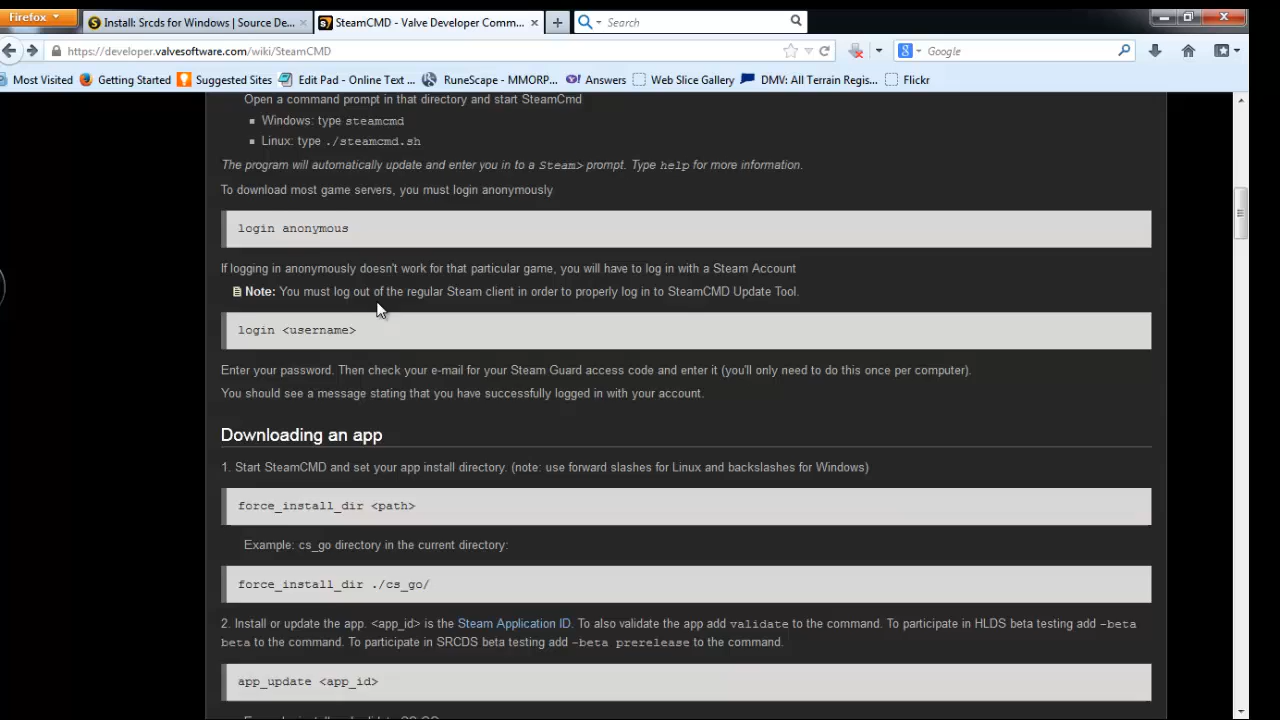 Firefox
Install: Srcds for Windows | Source De...
SteamCMD - Valve Developer Comm...
Search
https://developer.valvesoftware.com/wiki/SteamCMD
Google
Most Visited
Getting Started
Suggested Sites
Edit Pad - Online Text ...
RuneScape - MMORP...
Answers
Web Slice Gallery
DMV: All Terrain Regis...
Flickr
Open a command prompt in that directory and start SteamCmd
Windows: type steamcmd
Linux: type ./steamcmd.sh
The program will automatically update and enter you in to a Steam> prompt. Type help for more information.
To download most game servers, you must login anonymously
login anonymous
If logging in anonymously doesn't work for that particular game, you will have to log in with a Steam Account
Note: You must log out of the regular Steam client in order to properly log in to SteamCMD Update Tool.
login <username>
Enter your password. Then check your e-mail for your Steam Guard access code and enter it (you'll only need to do this once per computer).
You should see a message stating that you have successfully logged in with your account.
Downloading an app
1. Start SteamCMD and set your app install directory. (note: use forward slashes for Linux and backslashes for Windows)
force_install_dir <path>
Example: cs_go directory in the current directory:
force_install_dir ./cs_go/
2. Install or update the app. <app_id> is the Steam Application ID. To also validate the app add validate to the command. To participate in HLDS beta testing add -beta
beta to the command. To participate in SRCDS beta testing add -beta prerelease to the command.
app_update <app_id>